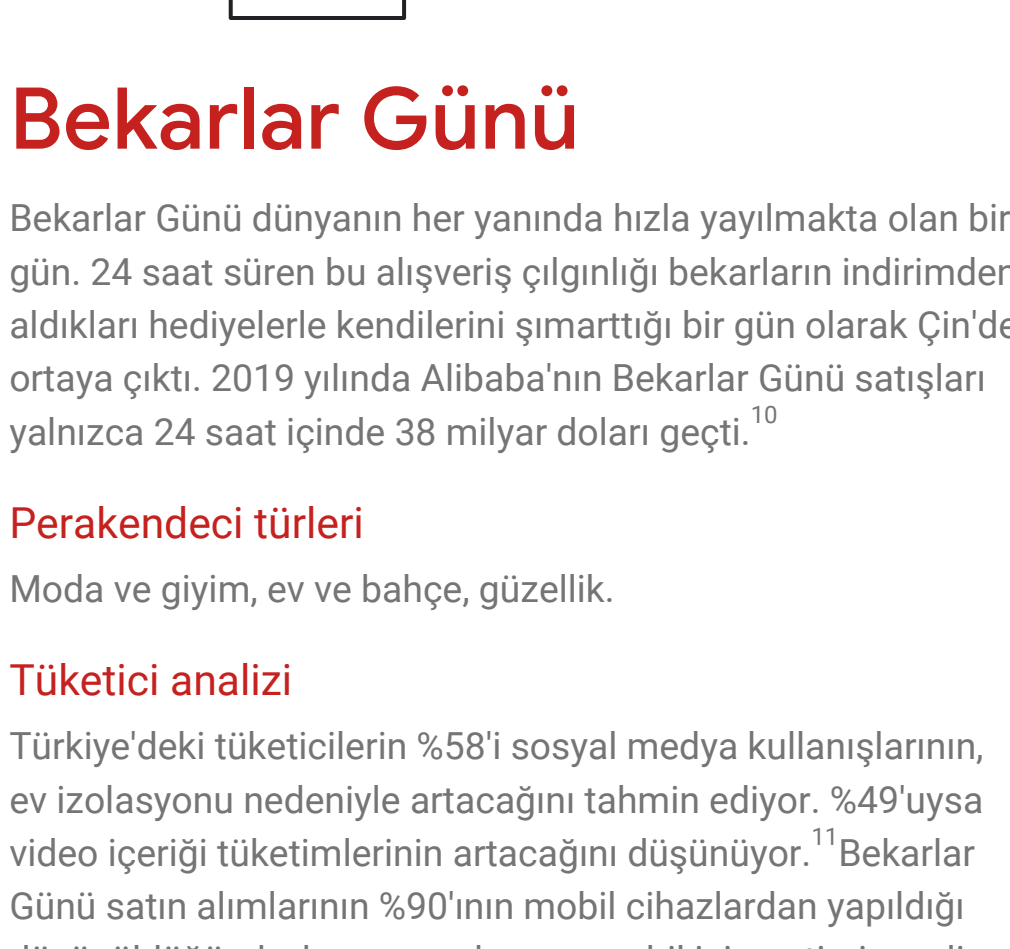 Bekarlar Günü
Bekarlar Günü dünyanın her yanında hızla yayılmakta olan bir
gün. 24 saat süren bu alışveriş çılgınlığı bekarların indirimden
aldıkları hediyelerle kendilerini şımarttığı bir gün olarak Çin'de
ortaya çıktı. 2019 yılında Alibaba'nın Bekarlar Günü satışları
yalnızca 24 saat içinde 38 milyar doları geçti.10
Perakendeci türleri
Moda ve giyim, ev ve bahçe, güzellik.
Tüketici analizi
Türkiye'deki tüketicilerin %58'i sosyal medya kullanışlarının,
ev izolasyonu nedeniyle artacağını tahmin ediyor. %49'uysa
video içeriği tüketimlerinin artacağını düşünüyor.11Bekarlar
Günü satın alımlarının %90'ının mobil cihazlardan yapıldığı